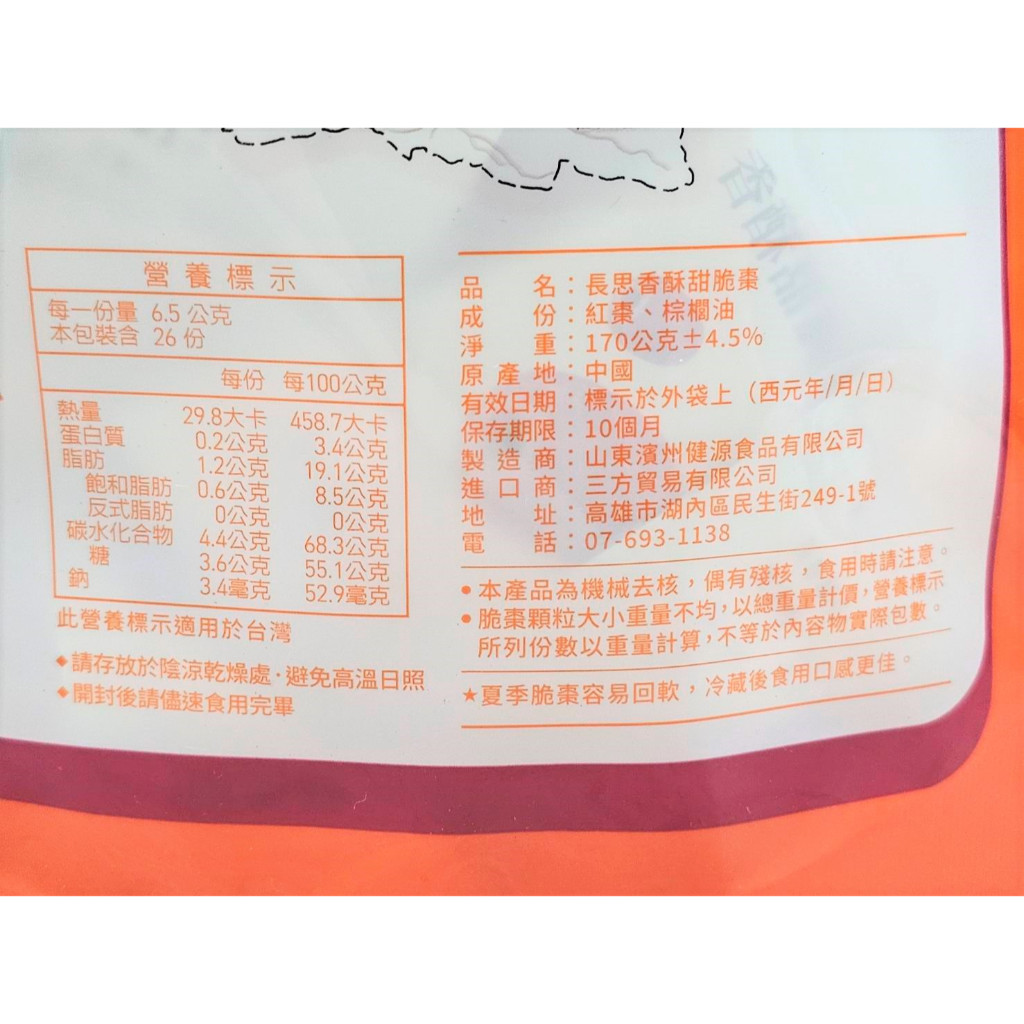 營養標示
每一份量 6.5 公克
本包裝含 26 份
每份 每100公克
熱量 29.8大卡 458.7大卡
蛋白質 0.2公克 3.4公克
脂肪 1.2公克 19.1公克
飽和脂肪 0.6公克 8.5公克
反式脂肪 0公克 0公克
碳水化合物 4.4公克 68.3公克
糖 3.6公克 55.1公克
鈉 3.4毫克 52.9毫克
此營養標示適用於台灣
◆請存放於陰涼乾燥處·避免高溫日照
◆開封後請儘速食用完畢
品名：長思香酥甜脆棗
成份：紅棗、棕櫚油
淨重：170公克±4.5%
原產地：中國
有效日期：標示於外袋上（西元年/月/日）
保存期限：10個月
製造商：山東濱州健源食品有限公司
進口商：三方貿易有限公司
地址：高雄市湖內區民生街249-1號
電話：07-693-1138
●本產品為機械去核，偶有殘核，食用時請注意。
●脆棗顆粒大小重量不均，以總重量計價，營養標示
所列份數以重量計算，不等於內容物實際包數。
★夏季脆棗容易回軟，冷藏後食用口感更佳。
香酥